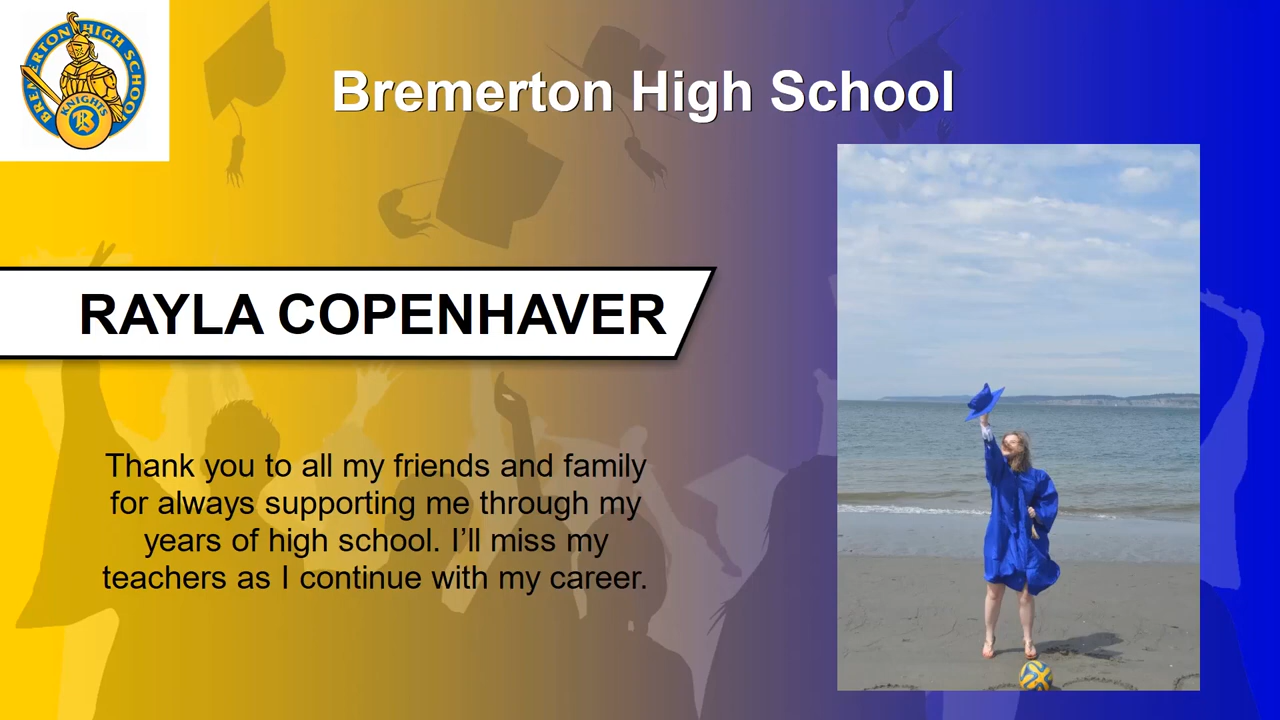 BREMERTON HIGH SCHOOL
KNIGHTS
B
Bremerton High School
RAYLA COPENHAVER
Thank you to all my friends and family
for always supporting me through my
years of high school. I’ll miss my
teachers as I continue with my career.